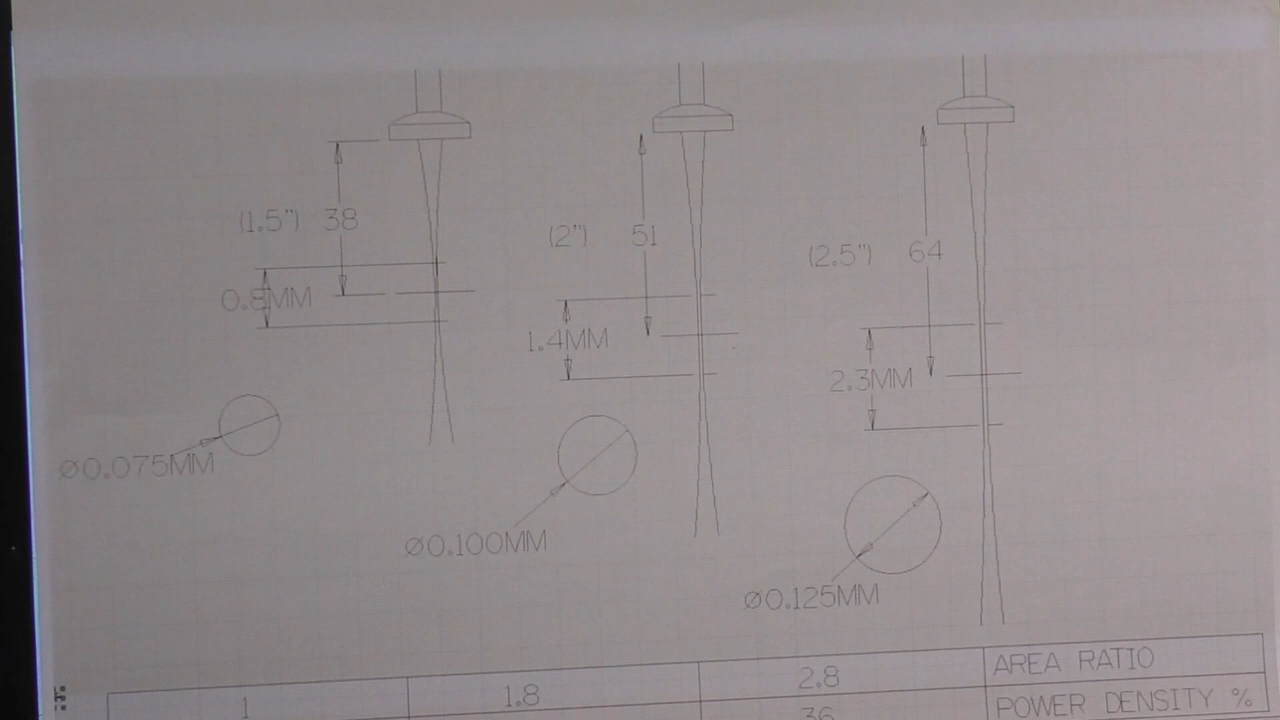 (1.5") 38
(2") 51
(2.5") 64
0.8MM
1.4MM
2.3MM
Ø0.075MM
Ø0.100MM
Ø0.125MM
1 1.8 2.8 AREA RATIO
36 POWER DENSITY %